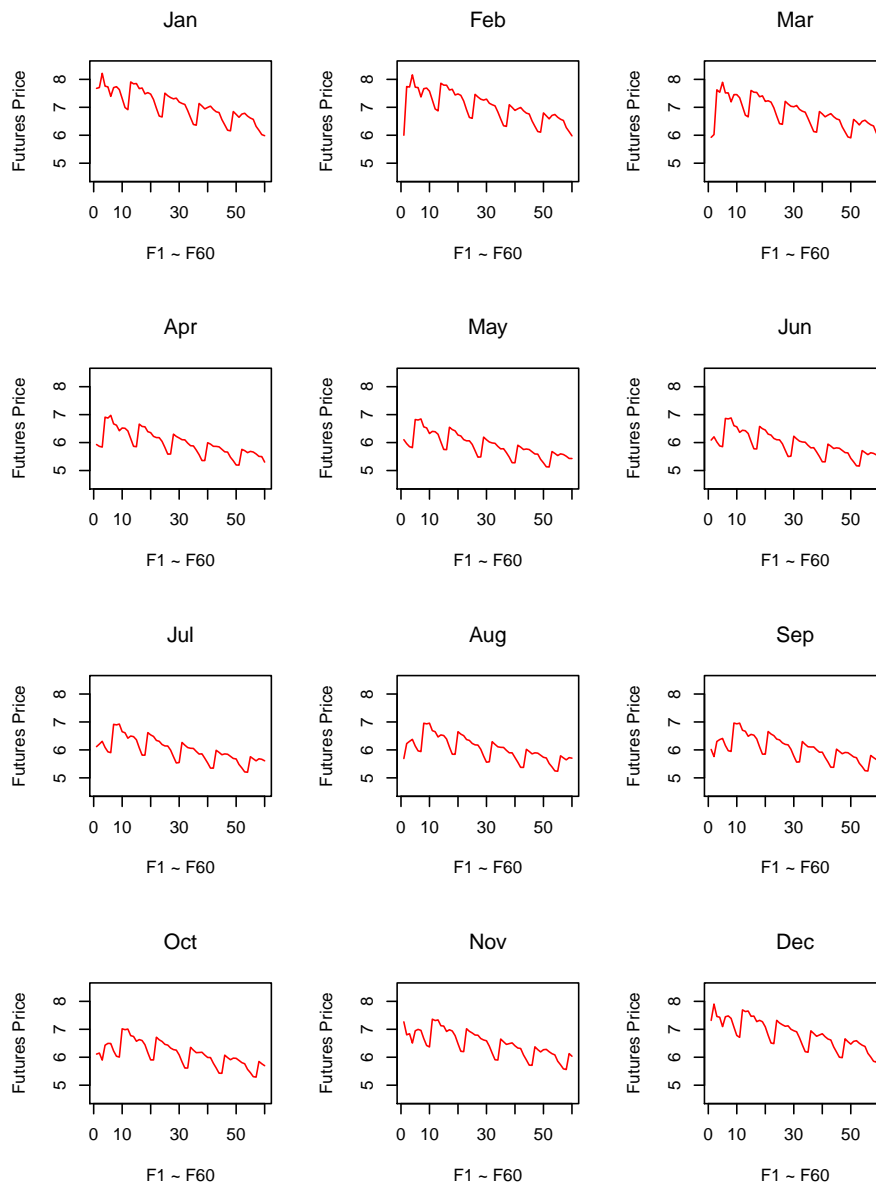 Jan Feb Mar
Futures Price Futures Price Futures Price
8 8 8
7 7 7
6 6 6
5 5 5
0 10 30 50 0 10 30 50 0 10 30 50
F1 ~ F60 F1 ~ F60 F1 ~ F60
Apr May Jun
Futures Price Futures Price Futures Price
8 8 8
7 7 7
6 6 6
5 5 5
0 10 30 50 0 10 30 50 0 10 30 50
F1 ~ F60 F1 ~ F60 F1 ~ F60
Jul Aug Sep
Futures Price Futures Price Futures Price
8 8 8
7 7 7
6 6 6
5 5 5
0 10 30 50 0 10 30 50 0 10 30 50
F1 ~ F60 F1 ~ F60 F1 ~ F60
Oct Nov Dec
Futures Price Futures Price Futures Price
8 8 8
7 7 7
6 6 6
5 5 5
0 10 30 50 0 10 30 50 0 10 30 50
F1 ~ F60 F1 ~ F60 F1 ~ F60